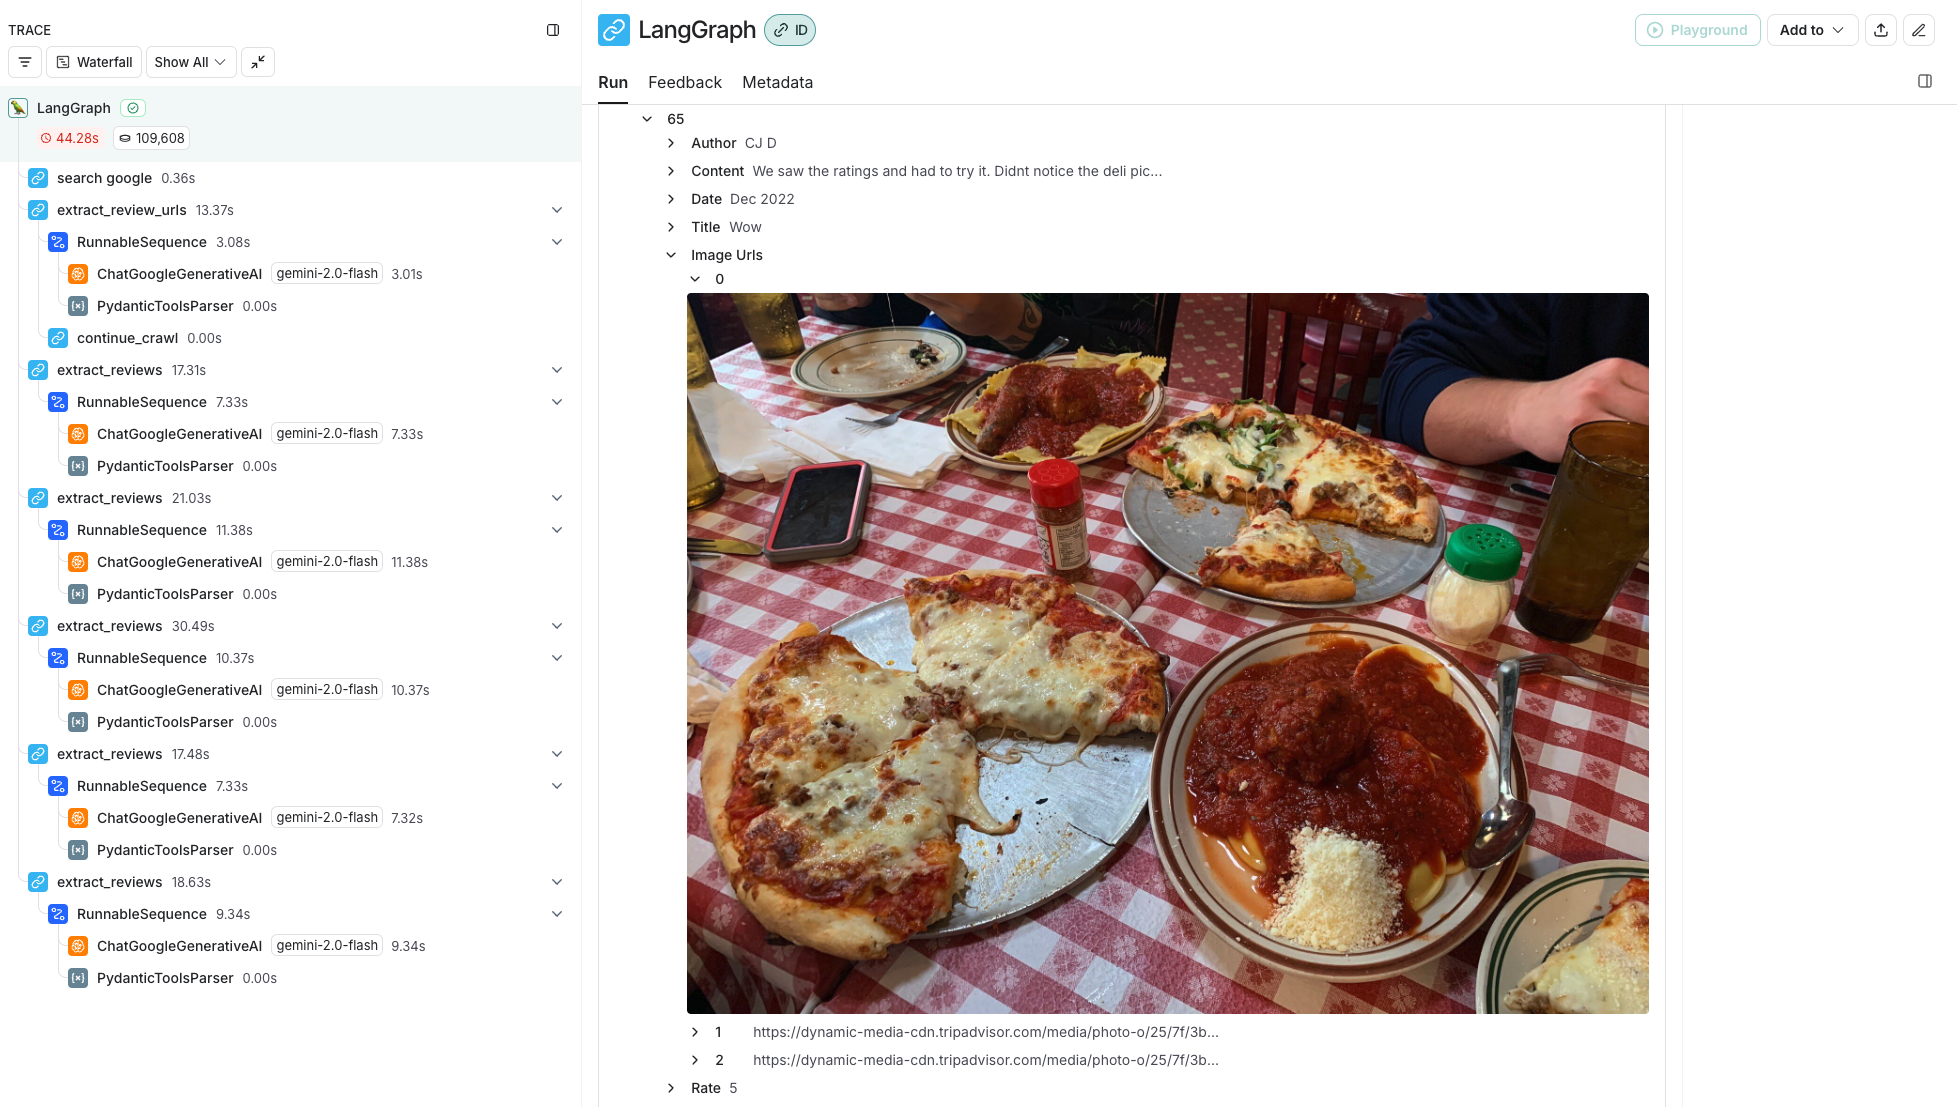 TRACE
Waterfall
Show All
LangGraph
44.28s
109,608
search google 0.36s
extract_review_urls 13.37s
RunnableSequence 3.08s
ChatGoogleGenerativeAI gemini-2.0-flash 3.01s
PydanticToolsParser 0.00s
continue_crawl 0.00s
extract_reviews 17.31s
RunnableSequence 7.33s
ChatGoogleGenerativeAI gemini-2.0-flash 7.33s
PydanticToolsParser 0.00s
extract_reviews 21.03s
RunnableSequence 11.38s
ChatGoogleGenerativeAI gemini-2.0-flash 11.38s
PydanticToolsParser 0.00s
extract_reviews 30.49s
RunnableSequence 10.37s
ChatGoogleGenerativeAI gemini-2.0-flash 10.37s
PydanticToolsParser 0.00s
extract_reviews 17.48s
RunnableSequence 7.33s
ChatGoogleGenerativeAI gemini-2.0-flash 7.32s
PydanticToolsParser 0.00s
extract_reviews 18.63s
RunnableSequence 9.34s
ChatGoogleGenerativeAI gemini-2.0-flash 9.34s
PydanticToolsParser 0.00s
LangGraph ID
Playground
Add to
Run Feedback Metadata
65
Author CJ D
Content We saw the ratings and had to try it. Didnt notice the deli pic...
Date Dec 2022
Title Wow
Image Urls
0
1 https://dynamic-media-cdn.tripadvisor.com/media/photo-o/25/7f/3b...
2 https://dynamic-media-cdn.tripadvisor.com/media/photo-o/25/7f/3b...
Rate 5